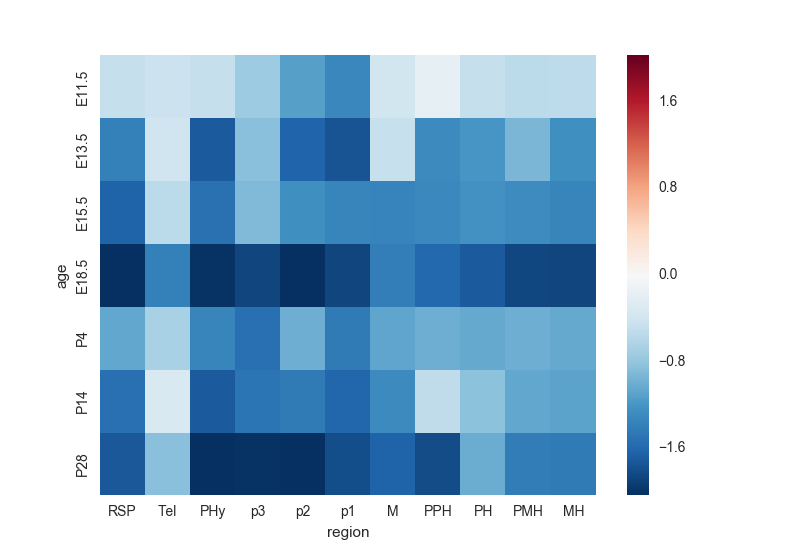 E11.5
E13.5
E15.5
E18.5
P4
P14
P28
age
RSP Tel PHy p3 p2 p1 M PPH PH PMH MH
region
1.6
0.8
0.0
−0.8
−1.6